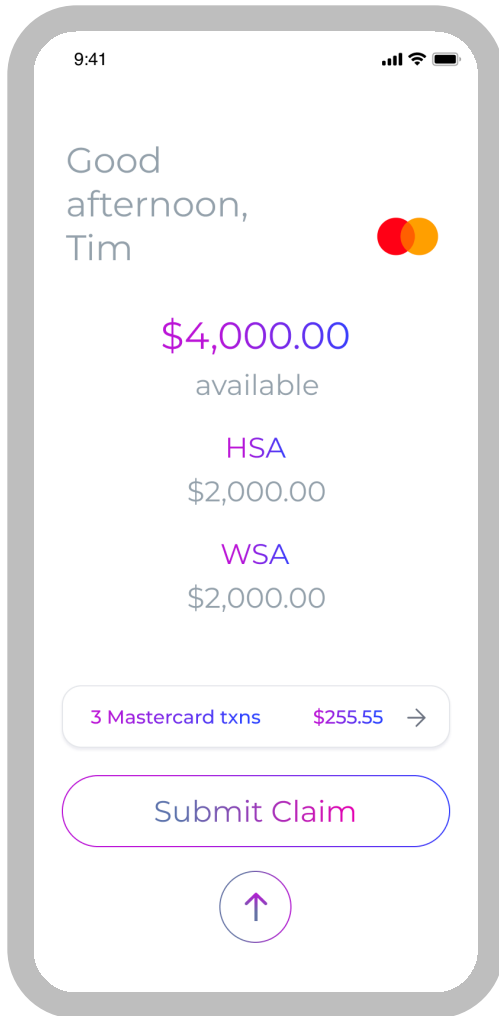 9:41
Good
afternoon,
Tim
$4,000.00
available
HSA
$2,000.00
WSA
$2,000.00
3 Mastercard txns $255.55
Submit Claim